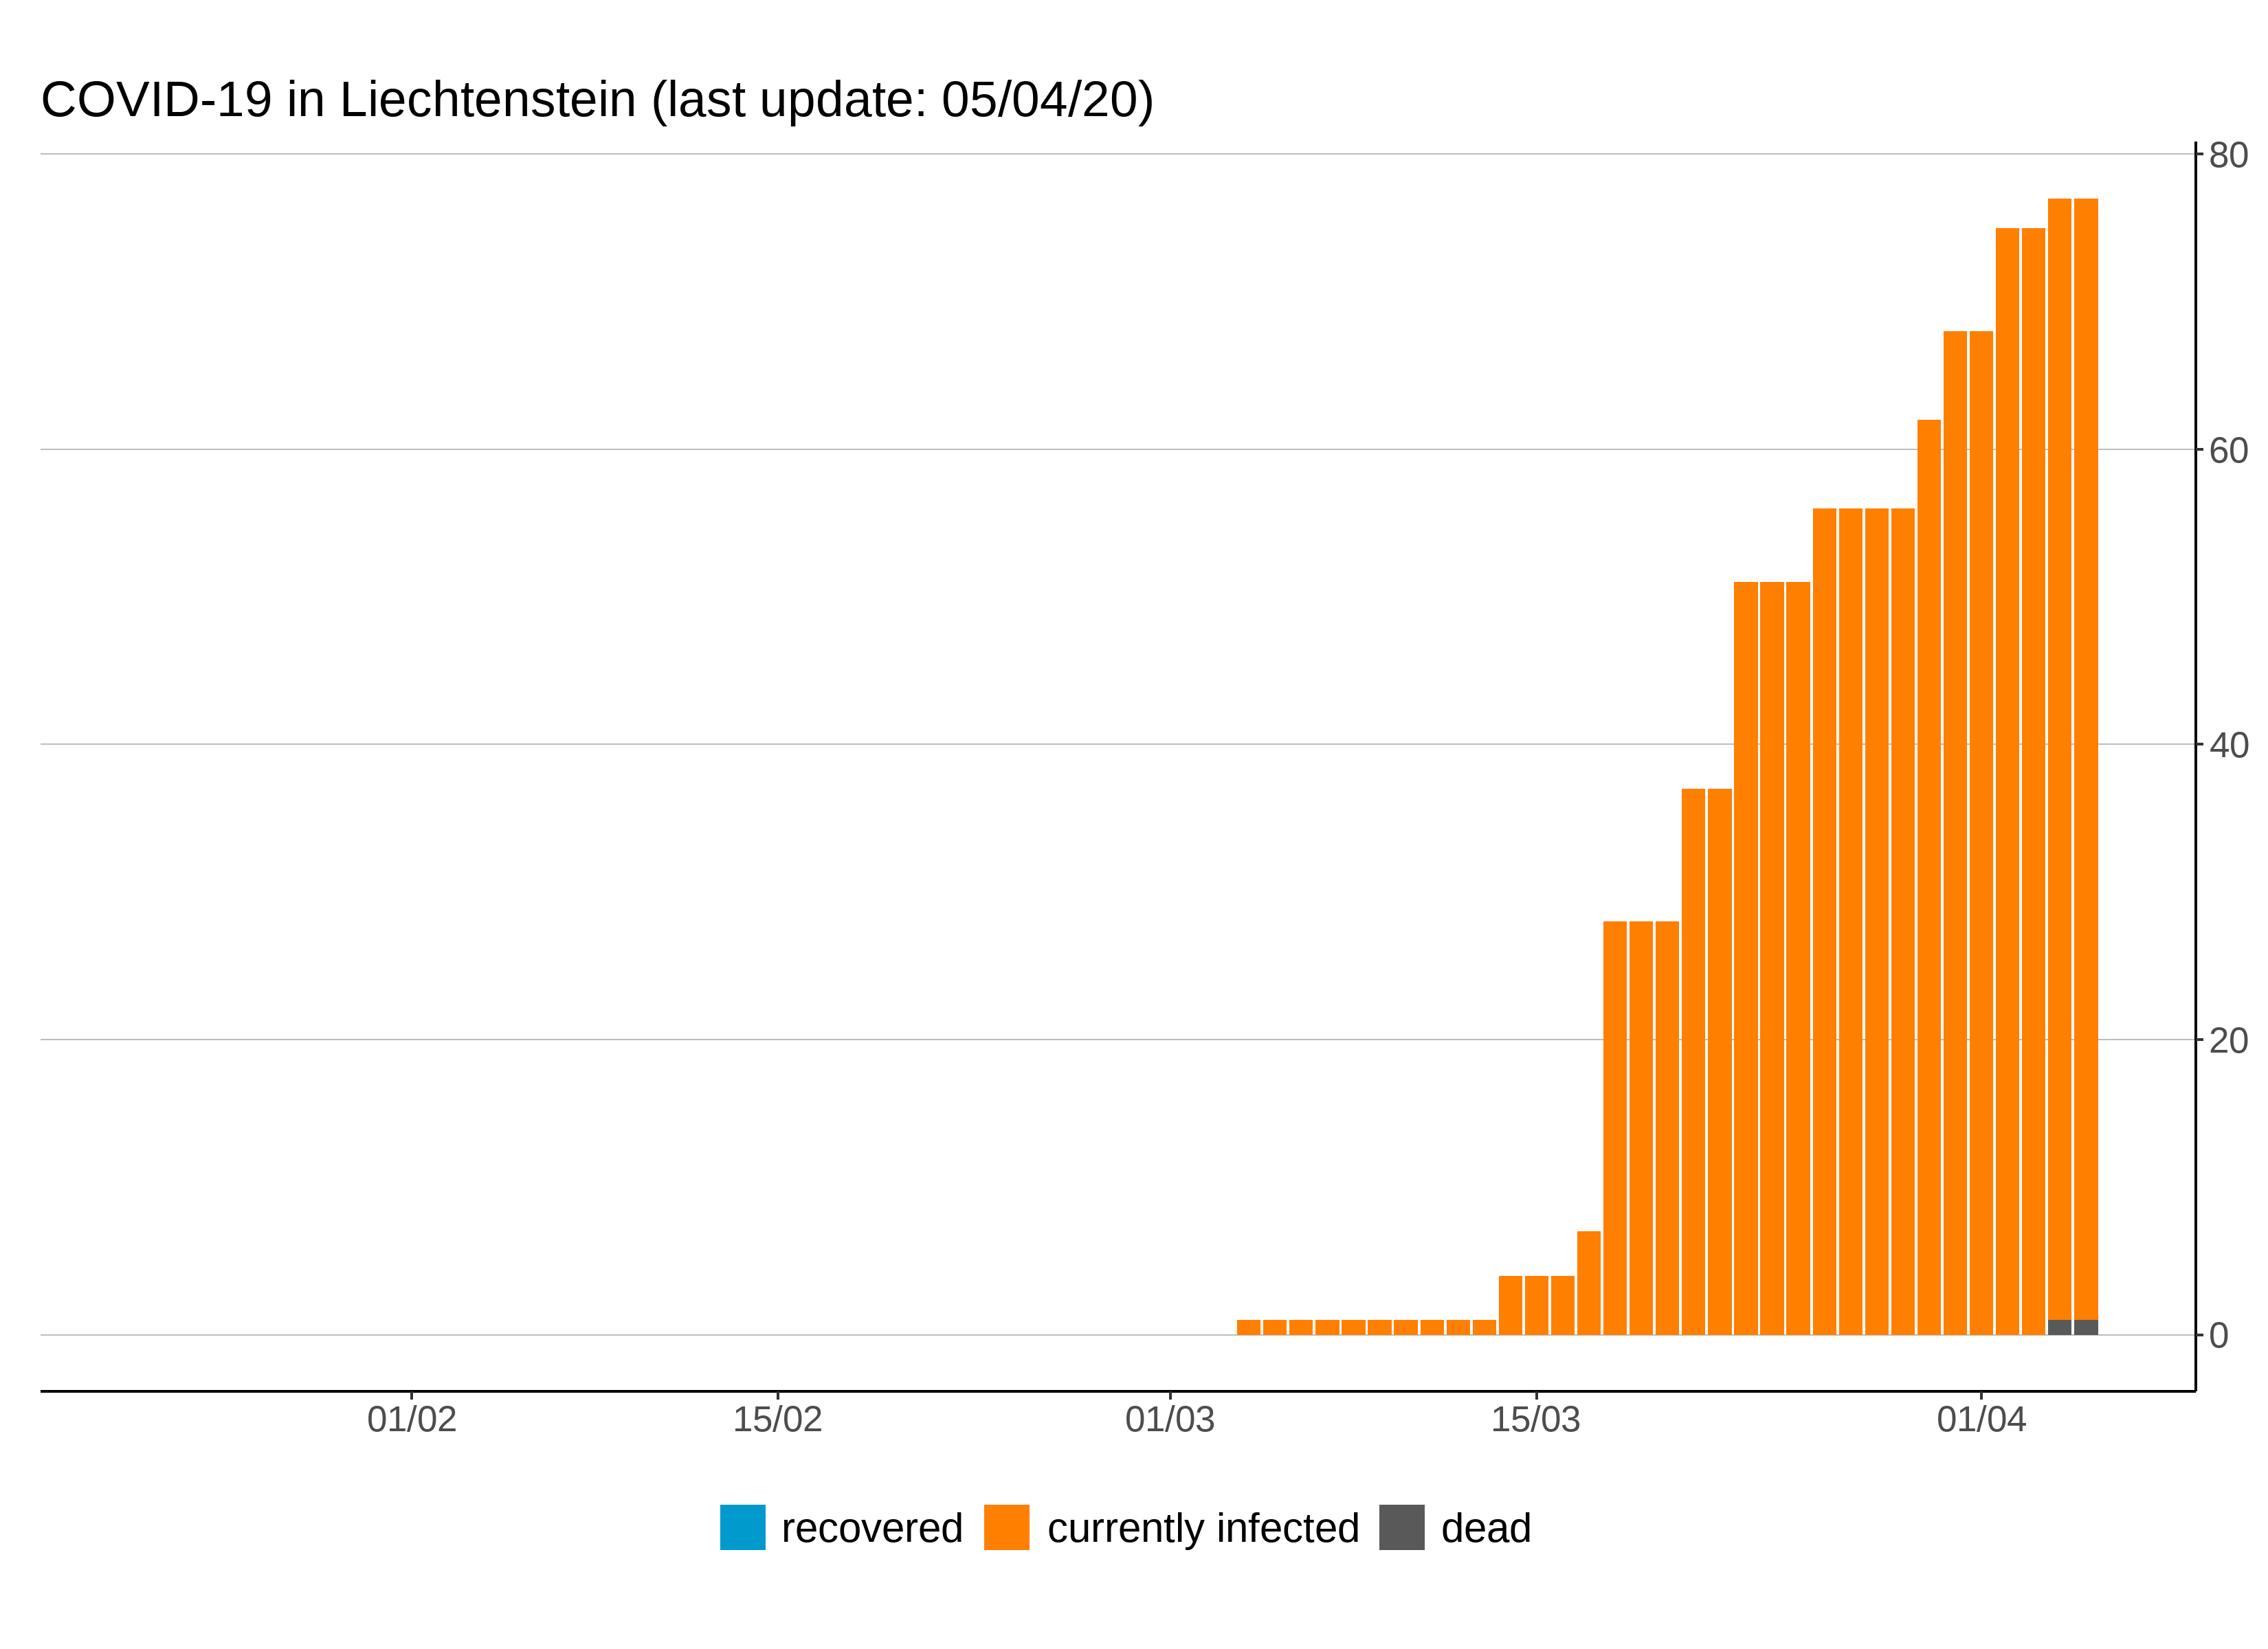 COVID-19 in Liechtenstein (last update: 05/04/20)
80
60
40
20
0
01/02 15/02 01/03 15/03 01/04
recovered currently infected dead